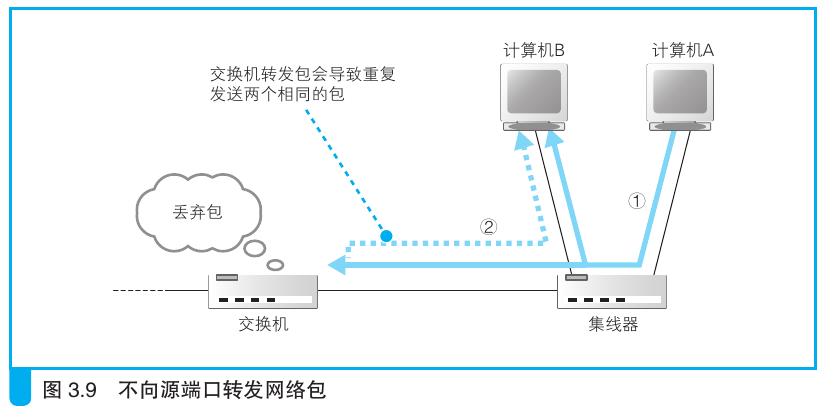 计算机B
计算机A
交换机转发包会导致重复
发送两个相同的包
①
丢弃包
②
交换机
集线器
图 3.9 不向源端口转发网络包